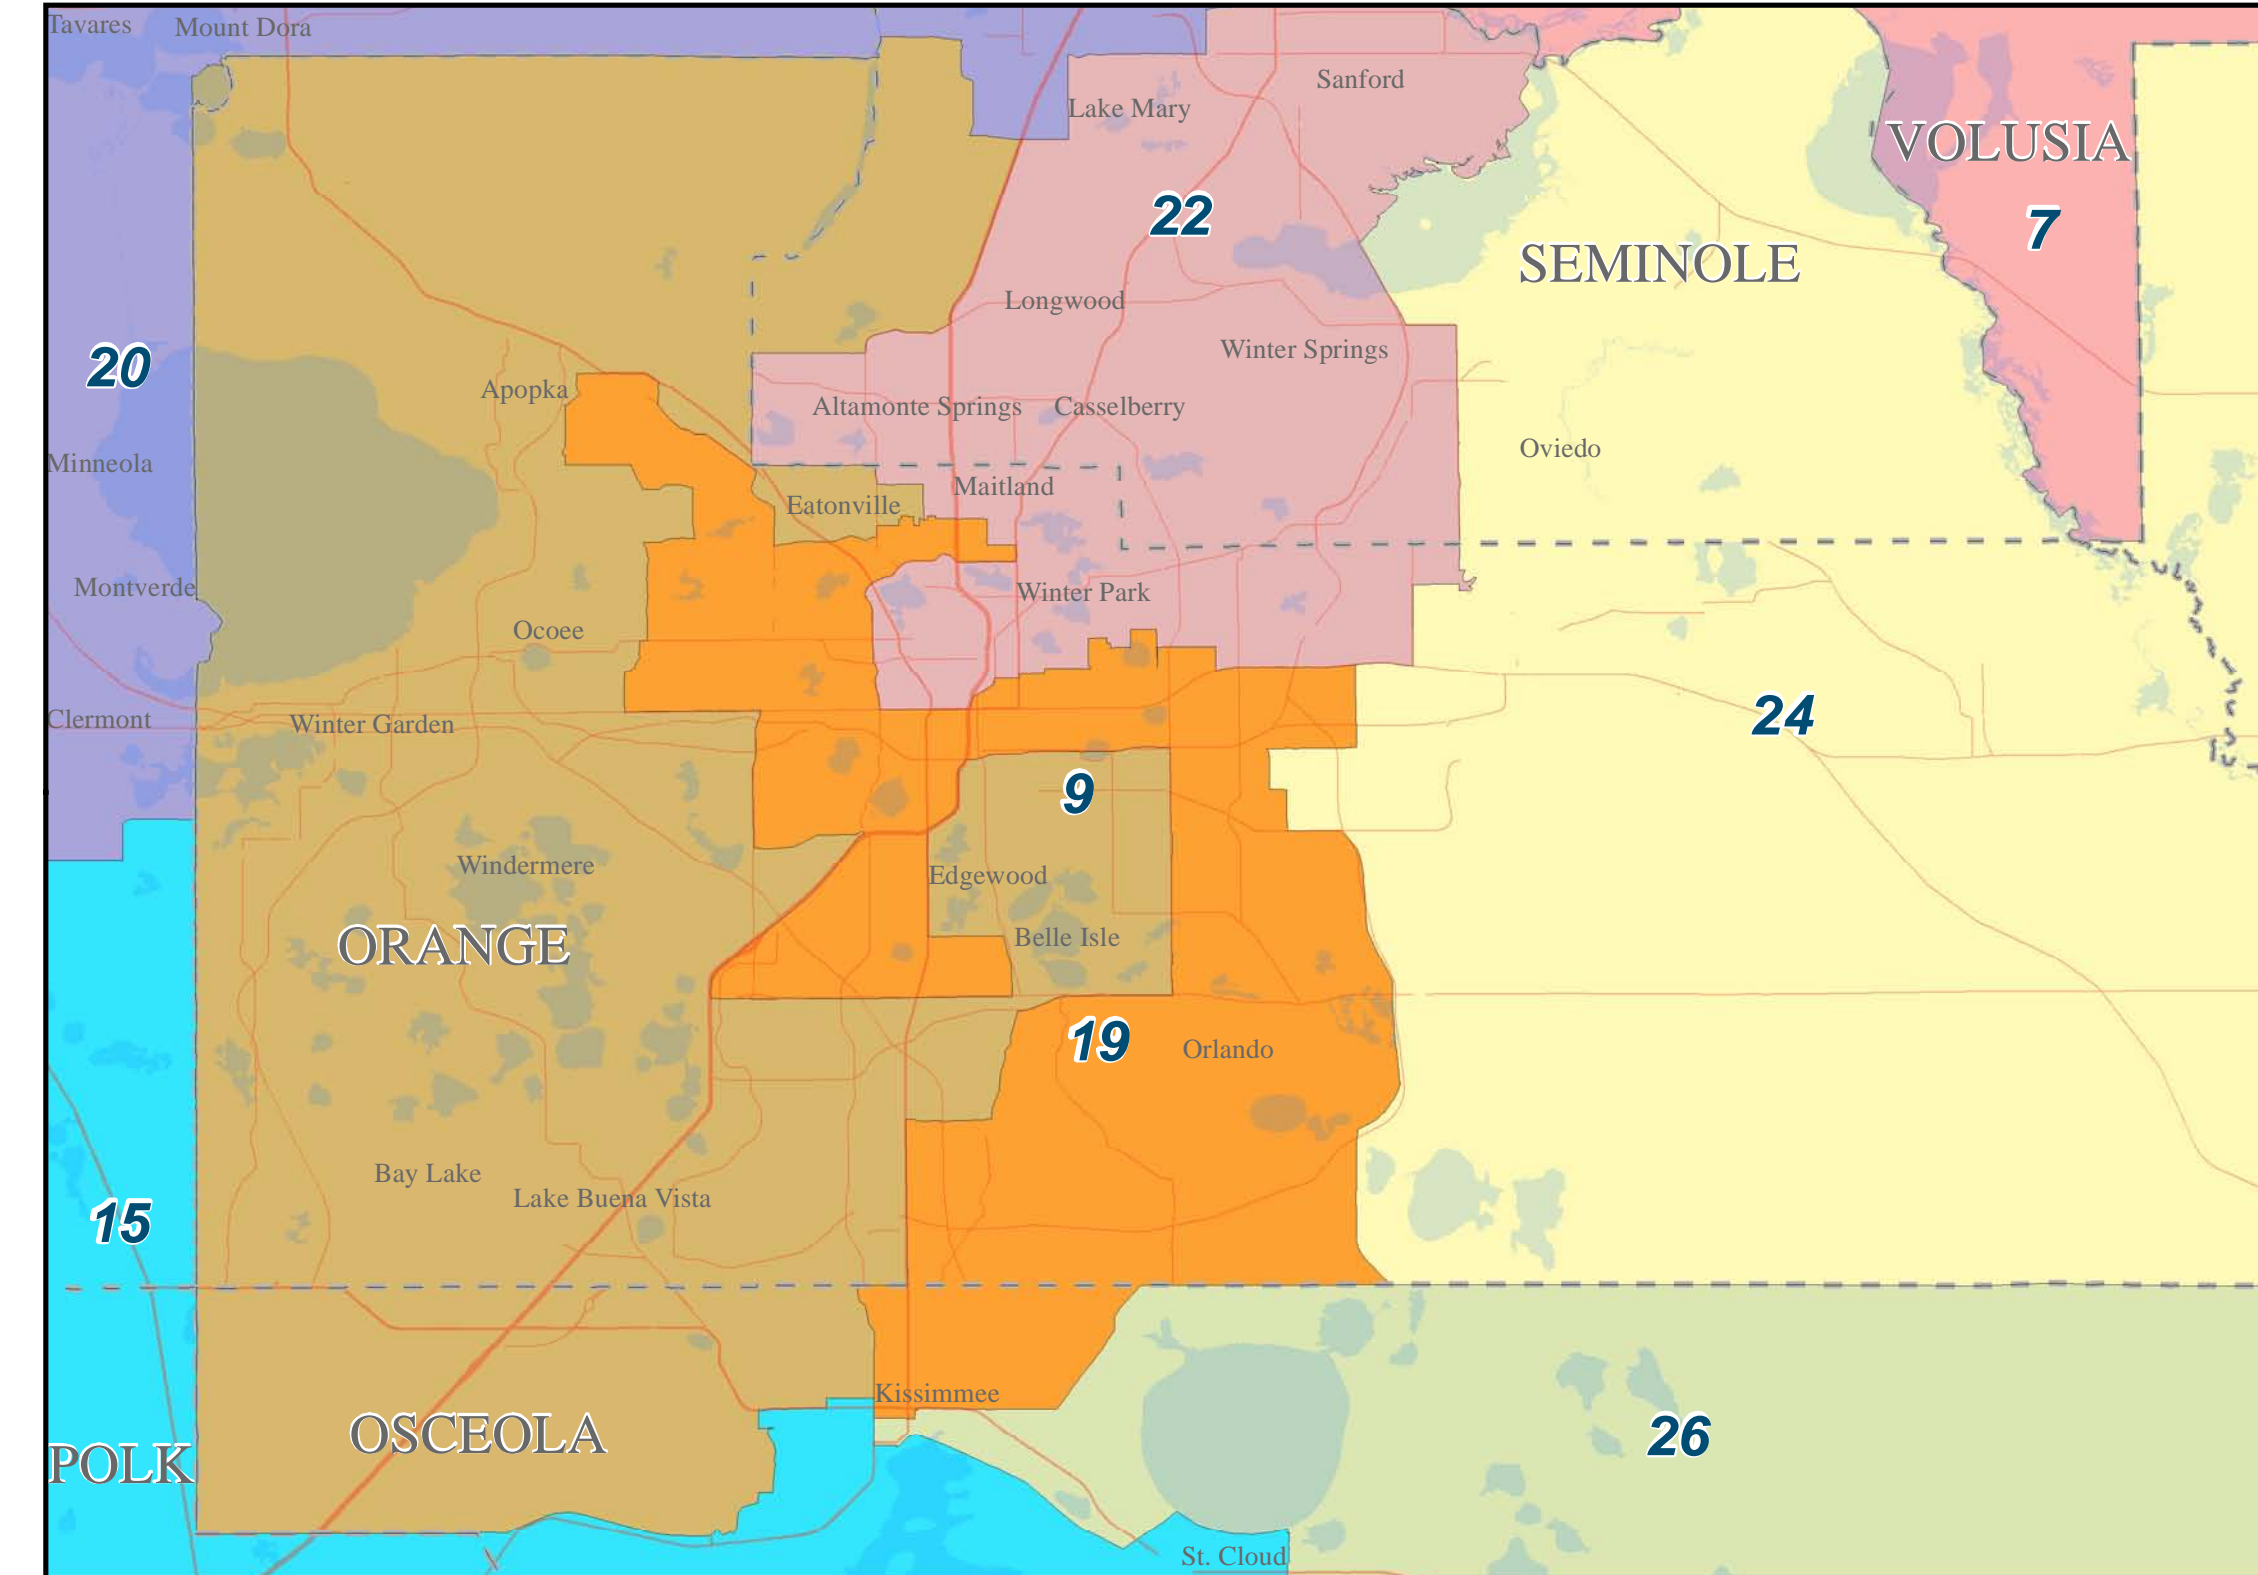 Tavares
Mount Dora
Sanford
Lake Mary
VOLUSIA
22
7
SEMINOLE
Longwood
Winter Springs
20
Apopka
Altamonte Springs
Casselberry
Oviedo
Minneola
Maitland
Eatonville
Montverde
Winter Park
Ocoee
24
Clermont
Winter Garden
9
Windermere
Edgewood
ORANGE
Belle Isle
19
Orlando
Bay Lake
Lake Buena Vista
15
Kissimmee
OSCEOLA
26
POLK
St. Cloud